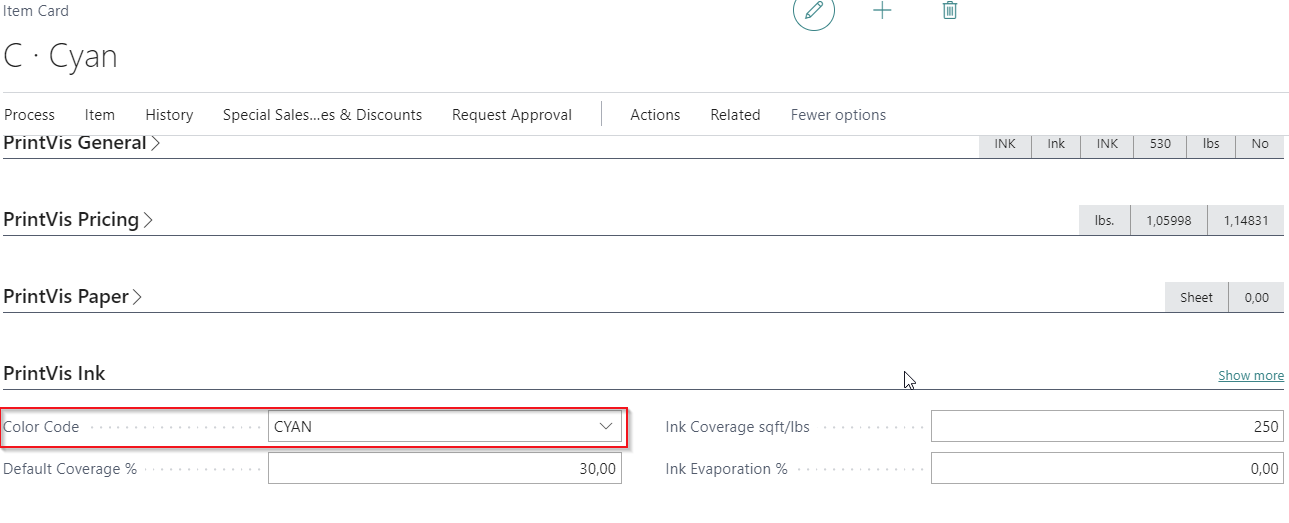 Item Card
C · Cyan
Process Item History Special Sales...es & Discounts Request Approval Actions Related Fewer options
PrintVis General INK Ink INK 530 lbs No
PrintVis Pricing lbs. 1,05998 1,14831
PrintVis Paper Sheet 0,00
PrintVis Ink Show more
Color Code CYAN Ink Coverage sqft/lbs 250
Default Coverage % 30,00 Ink Evaporation % 0,00